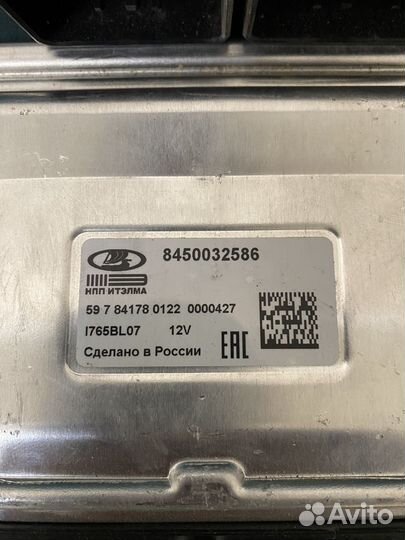 8450032586
НПП ИТЭЛМА
59 7 84178 0122 0000427
I765BL07 12V
Сделано в России
EAC
Avito